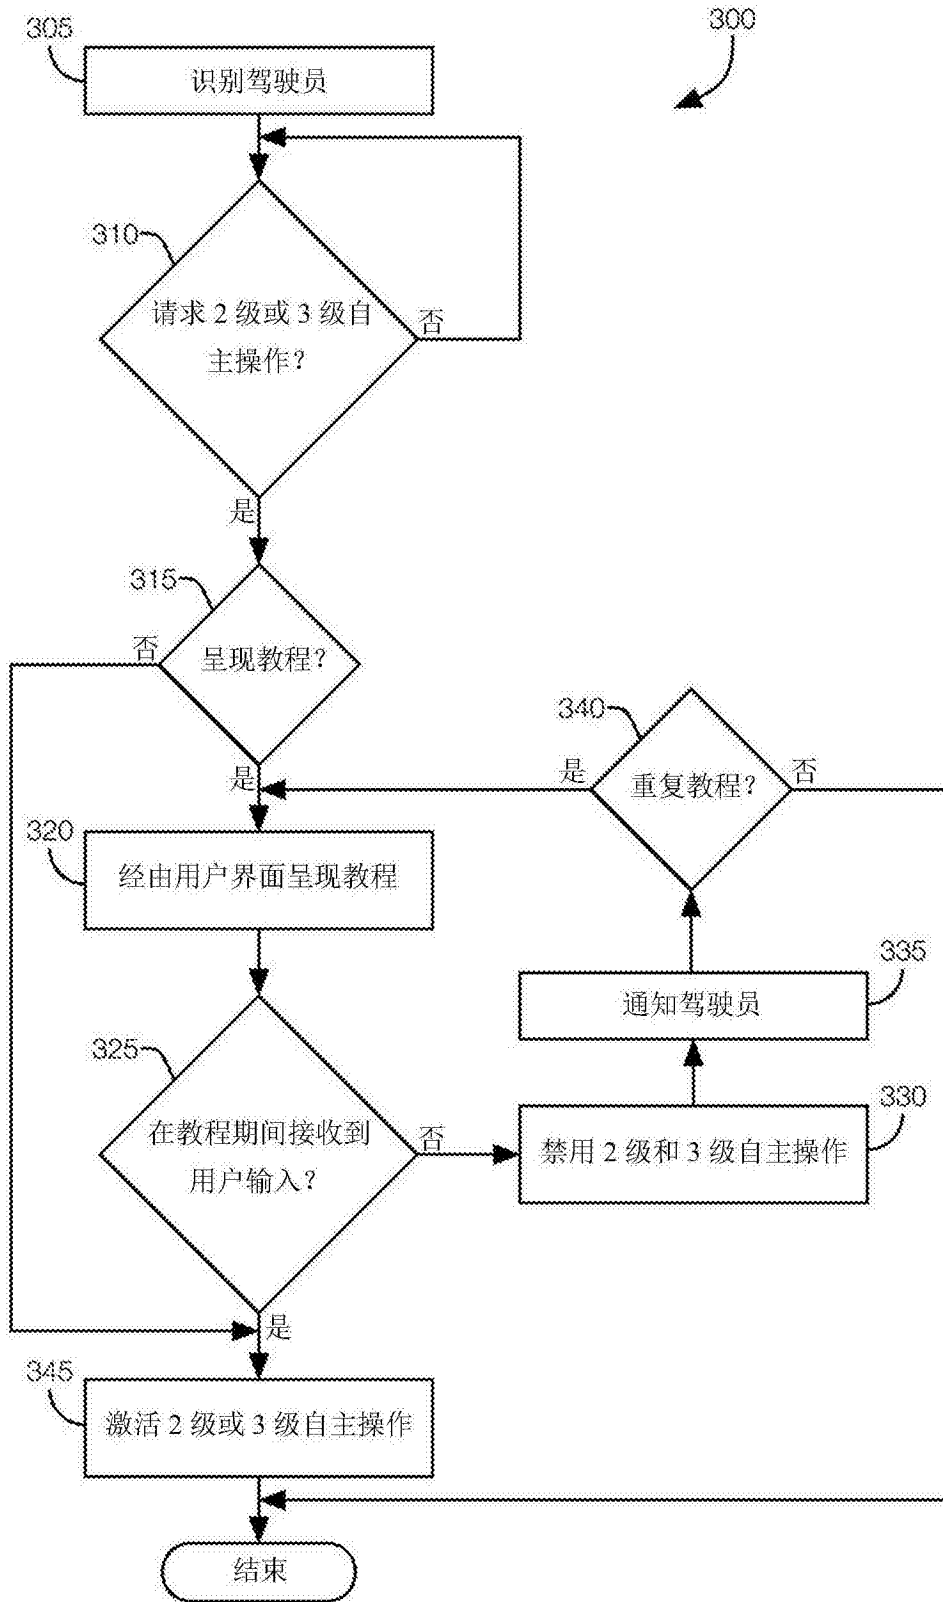 305
300
识别驾驶员
310
请求 2 级或 3 级自
主操作？
否
是
315
否
呈现教程？
是
340
是
重复教程？
否
320
经由用户界面呈现教程
335
通知驾驶员
325
在教程期间接收到
用户输入？
否
330
禁用 2 级和 3 级自主操作
是
345
激活 2 级或 3 级自主操作
结束